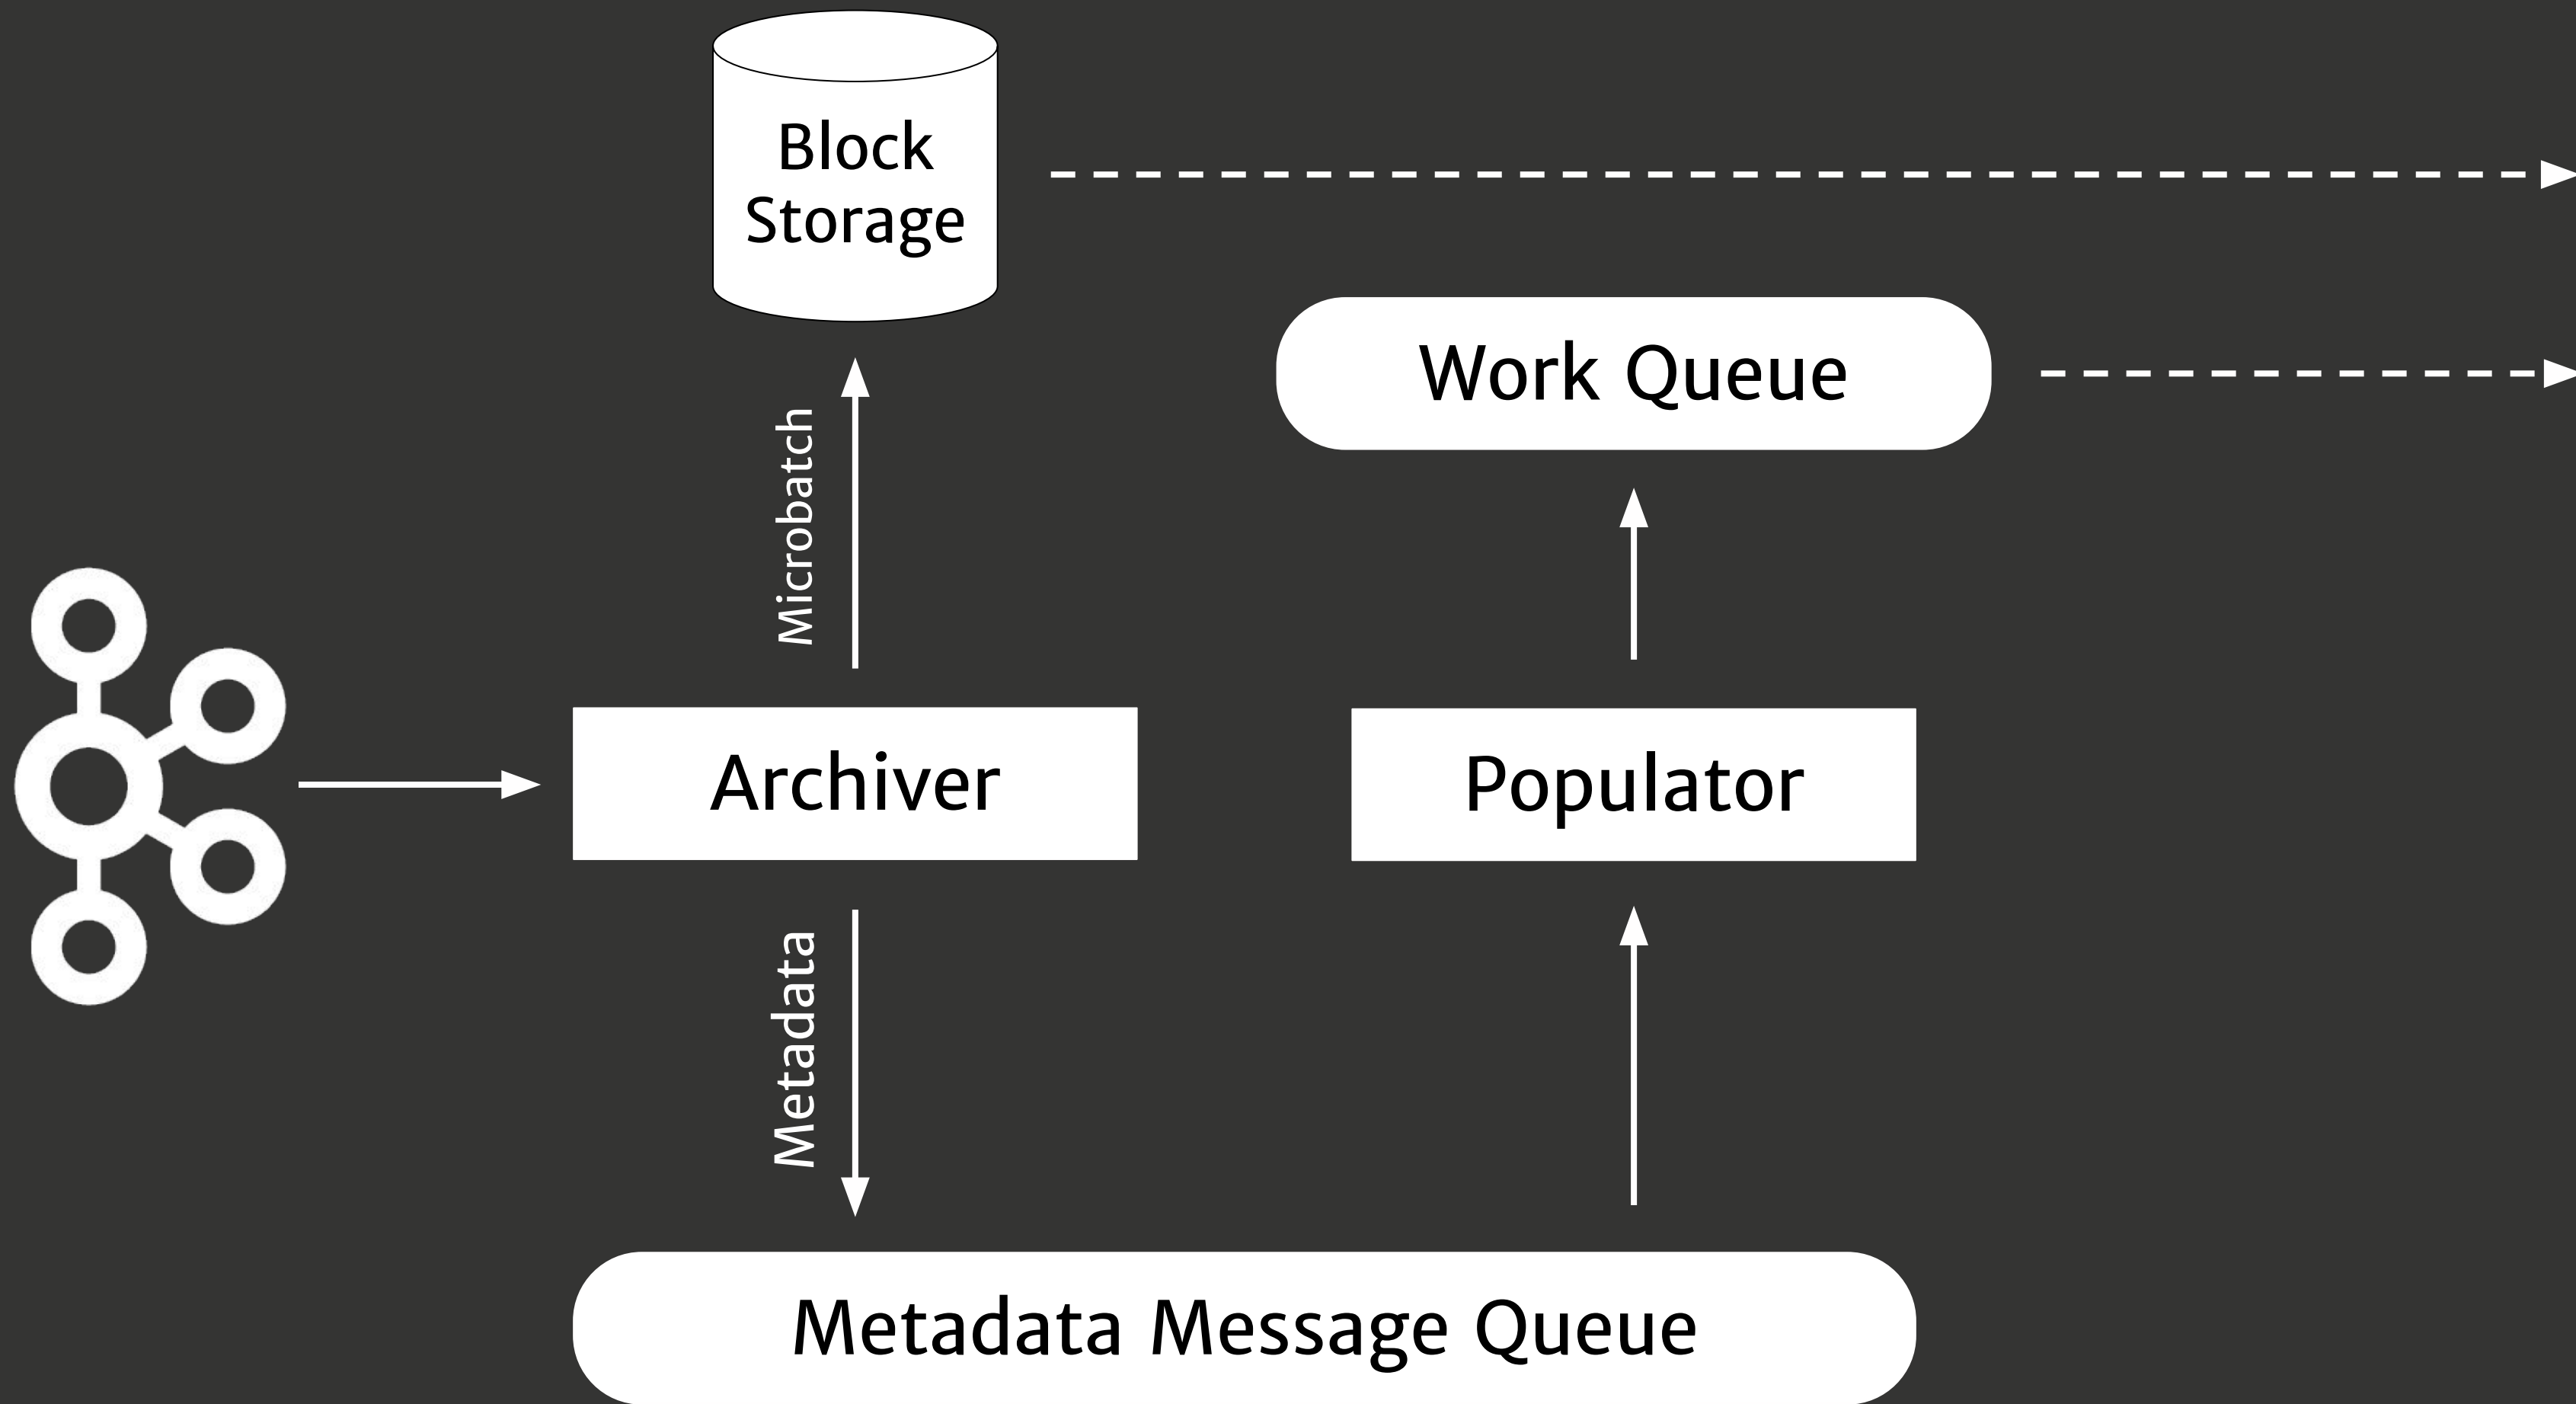 Block
Storage
Work Queue
Microbatch
Archiver
Populator
Metadata
Metadata Message Queue